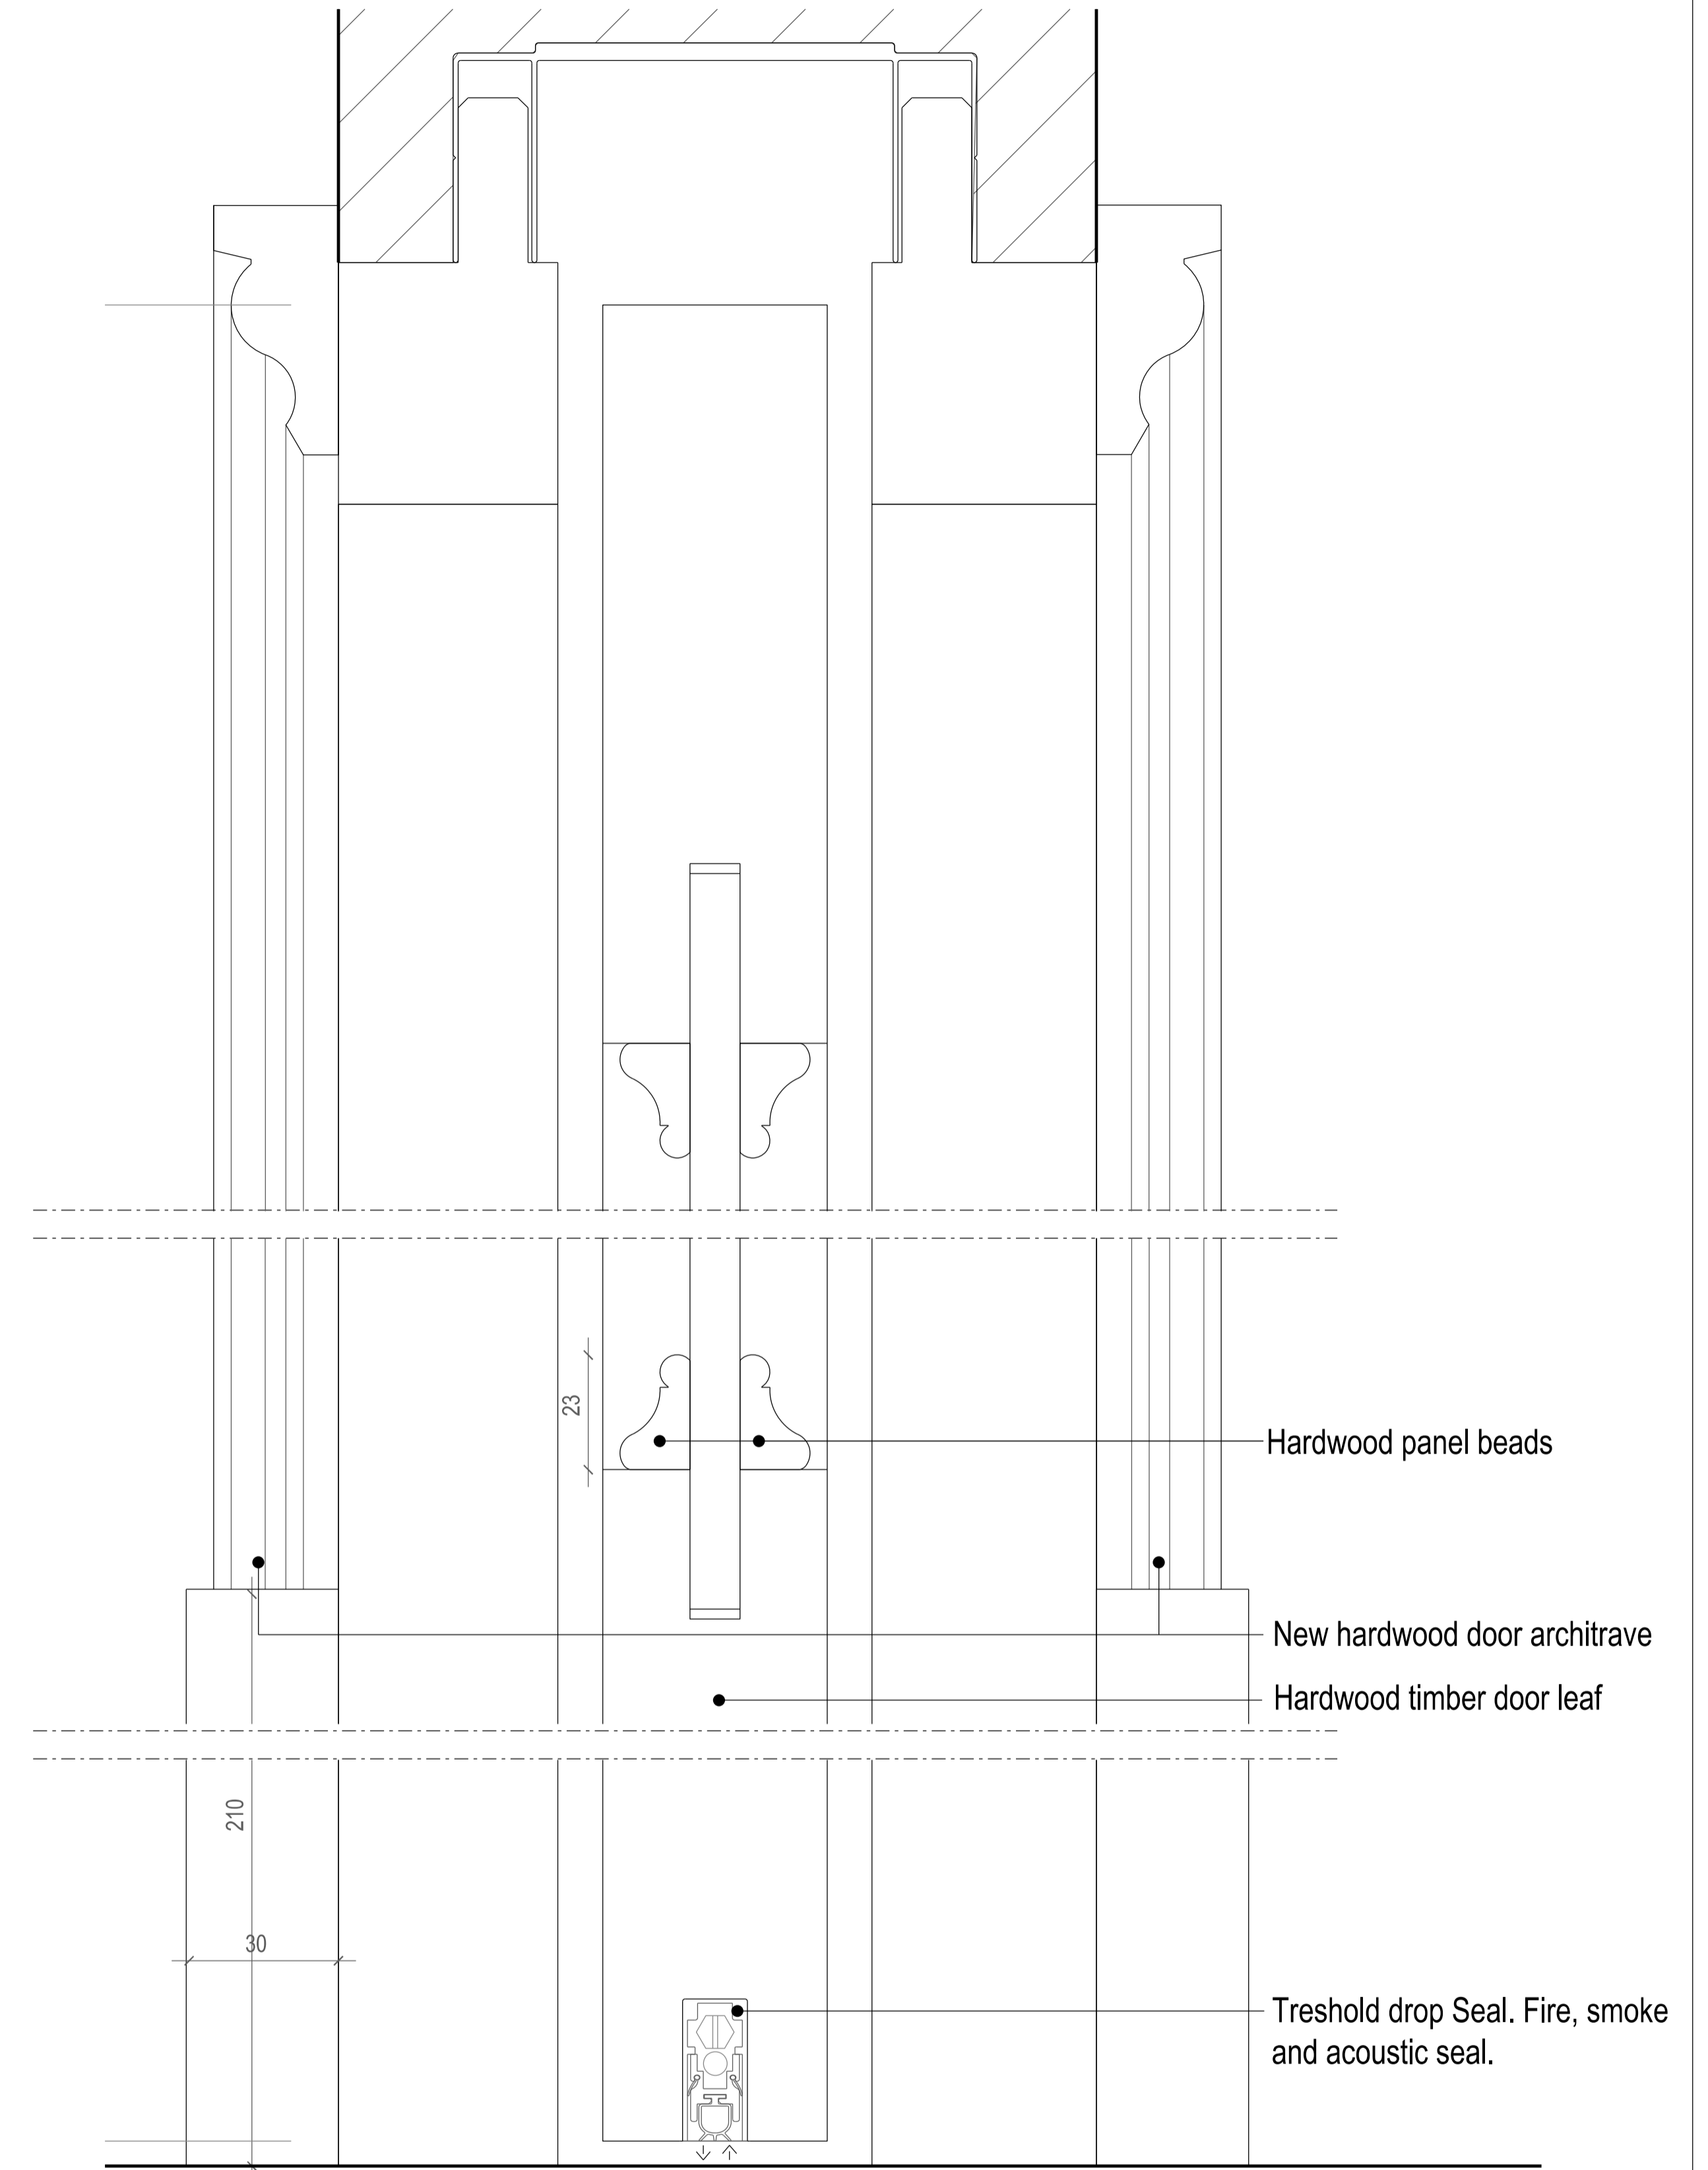 23
Hardwood panel beads
New hardwood door architrave
Hardwood timber door leaf
210
30
Treshold drop Seal. Fire, smoke
and acoustic seal.